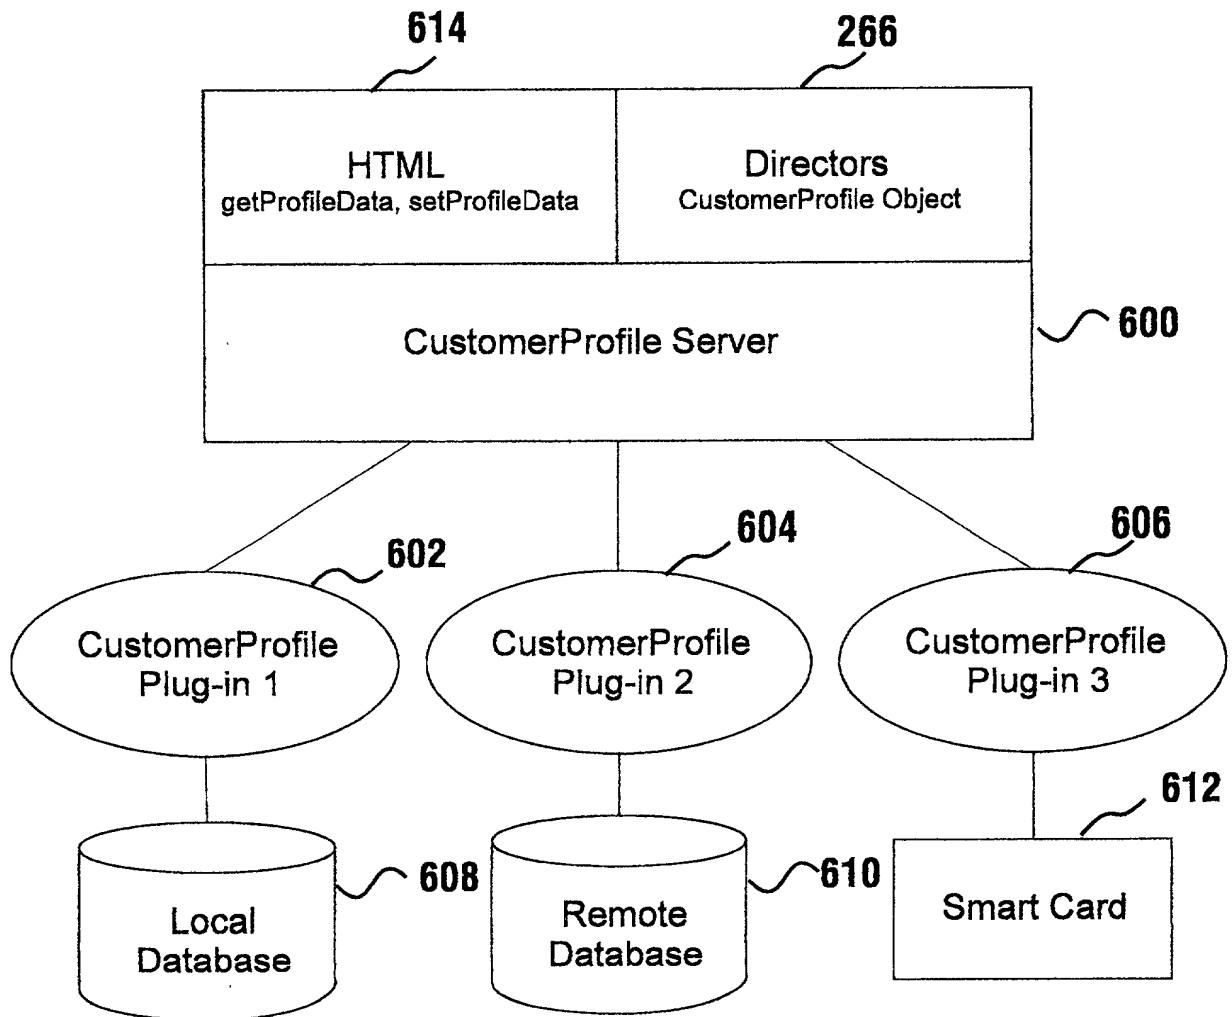 614
266
HTML
getProfileData, setProfileData
Directors
CustomerProfile Object
CustomerProfile Server
600
602
604
606
CustomerProfile
Plug-in 1
CustomerProfile
Plug-in 2
CustomerProfile
Plug-in 3
612
608
610
Local
Database
Remote
Database
Smart Card